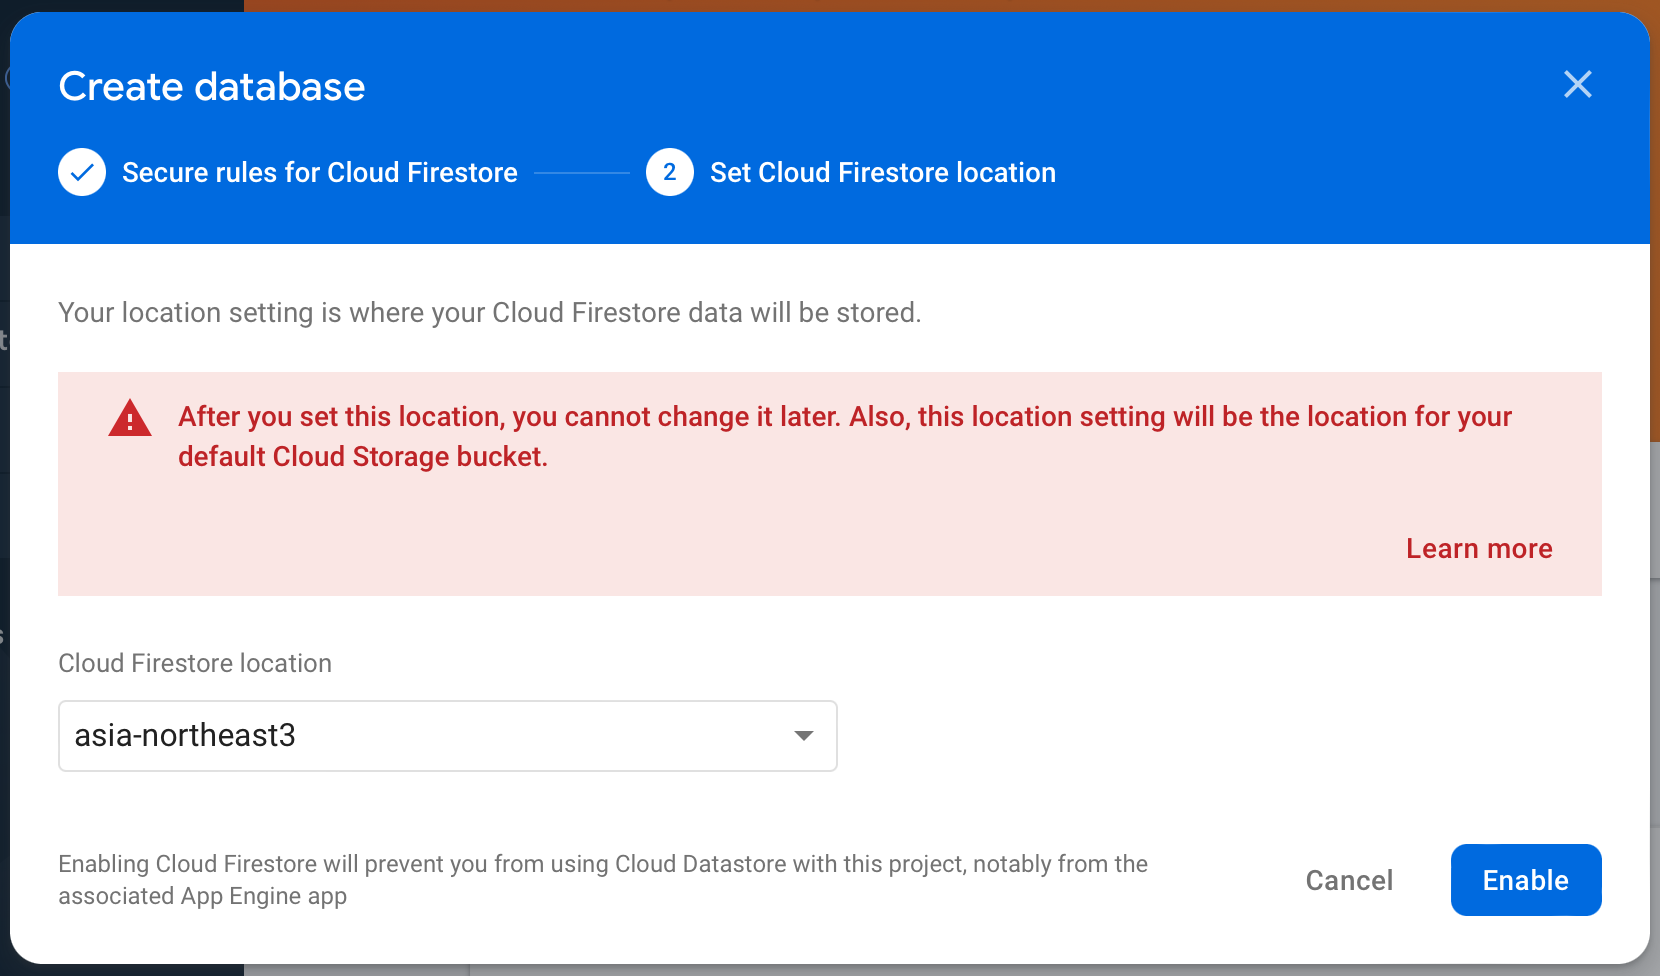 Create database
Secure rules for Cloud Firestore
2
Set Cloud Firestore location
Your location setting is where your Cloud Firestore data will be stored.
After you set this location, you cannot change it later. Also, this location setting will be the location for your
default Cloud Storage bucket.
Learn more
Cloud Firestore location
asia-northeast3
Enabling Cloud Firestore will prevent you from using Cloud Datastore with this project, notably from the
associated App Engine app
Cancel
Enable